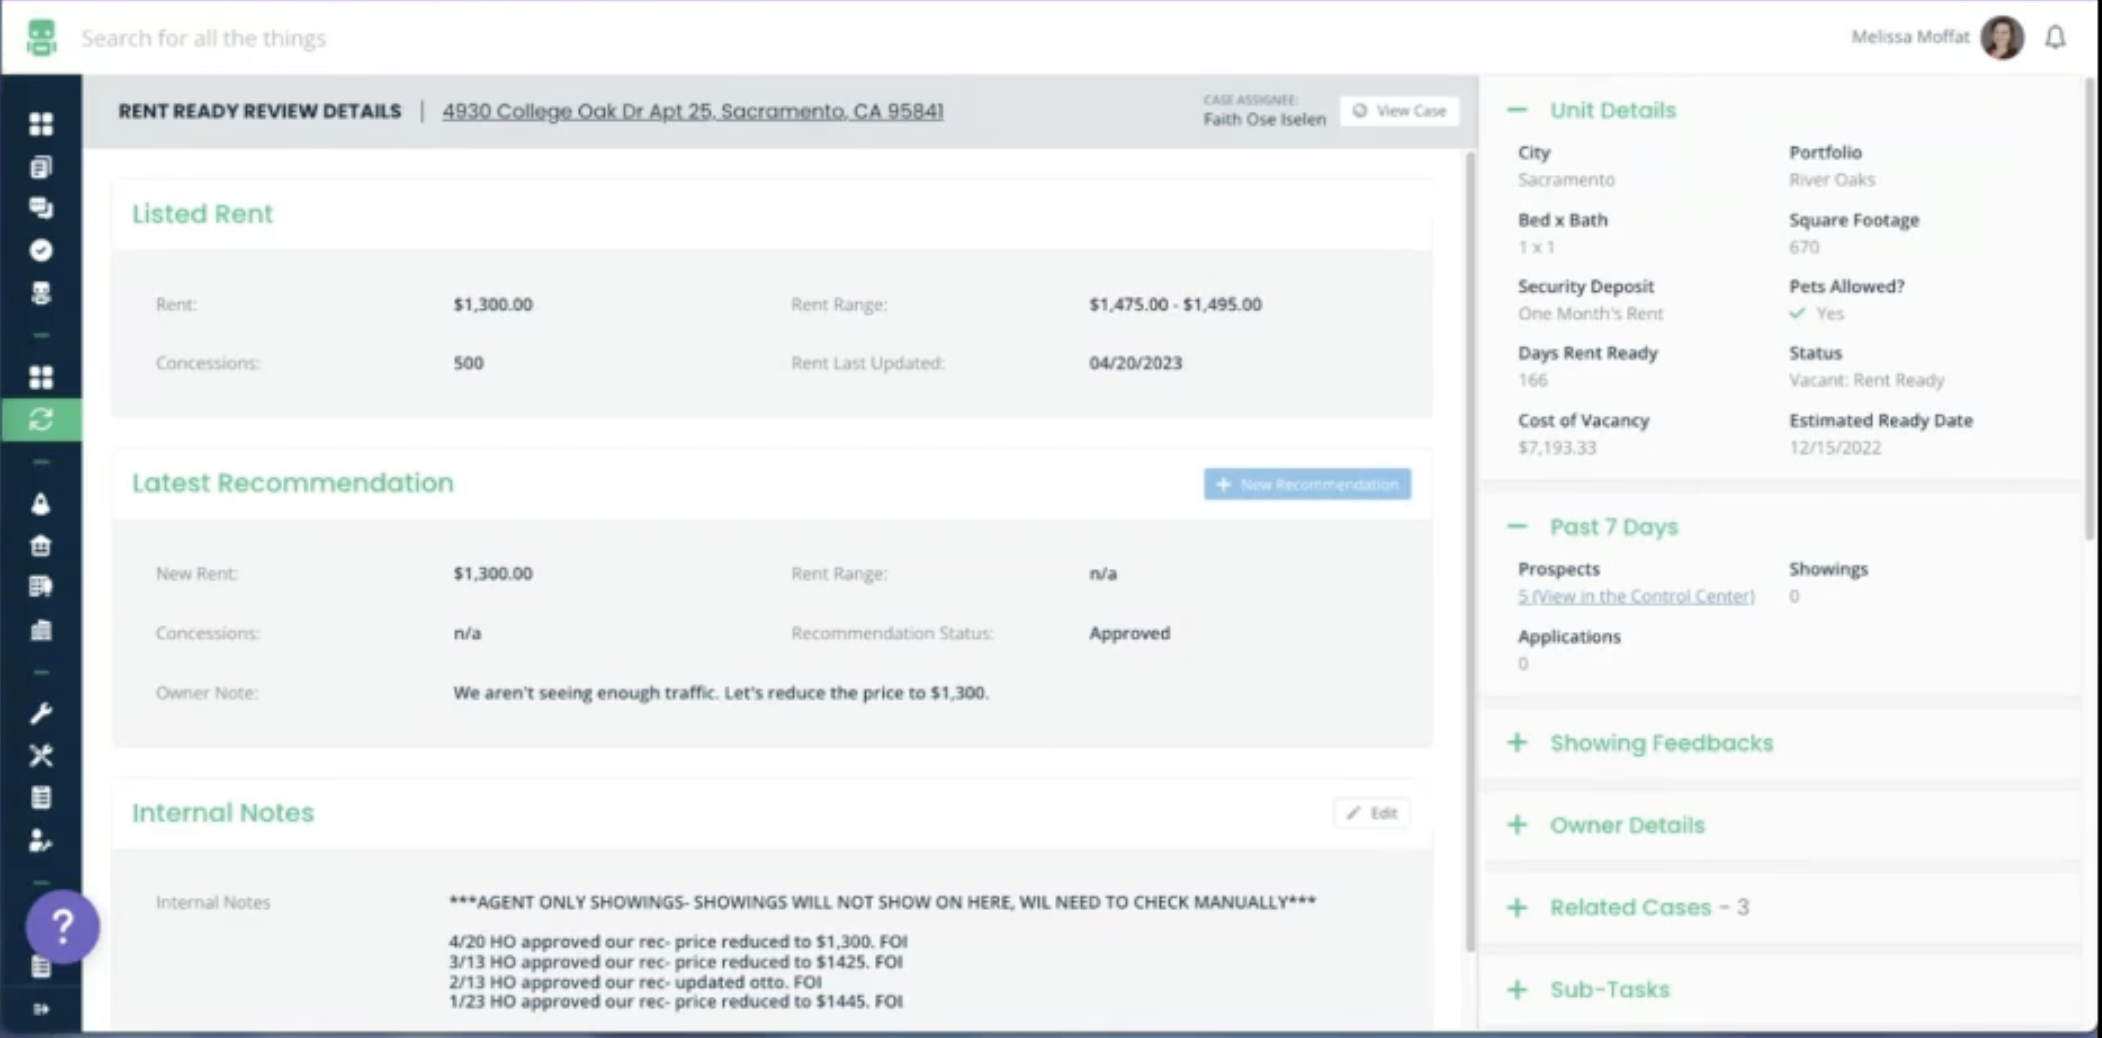 Search for all the things
Melissa Moffat
RENT READY REVIEW DETAILS | 4930 College Oak Dr Apt 25, Sacramento, CA 95841
CASE ASSIGNEE:
Faith Ose Iselen
View Case
Listed Rent
Rent: $1,300.00 Rent Range: $1,475.00 - $1,495.00
Concessions: 500 Rent Last Updated: 04/20/2023
Latest Recommendation
+ New Recommendation
New Rent: $1,300.00 Rent Range: n/a
Concessions: n/a Recommendation Status: Approved
Owner Note: We aren't seeing enough traffic. Let's reduce the price to $1,300.
Internal Notes
Edit
Internal Notes ***AGENT ONLY SHOWINGS- SHOWINGS WILL NOT SHOW ON HERE, WIL NEED TO CHECK MANUALLY***
4/20 HO approved our rec- price reduced to $1,300. FOI
3/13 HO approved our rec- price reduced to $1425. FOI
2/13 HO approved our rec- updated otto. FOI
1/23 HO approved our rec- price reduced to $1445. FOI
?
Unit Details
City Portfolio
Sacramento River Oaks
Bed x Bath Square Footage
1 x 1 670
Security Deposit Pets Allowed?
One Month's Rent Yes
Days Rent Ready Status
166 Vacant: Rent Ready
Cost of Vacancy Estimated Ready Date
$7,193.33 12/15/2022
Past 7 Days
Prospects Showings
5 (View in the Control Center) 0
Applications
0
Showing Feedbacks
Owner Details
Related Cases - 3
Sub-Tasks